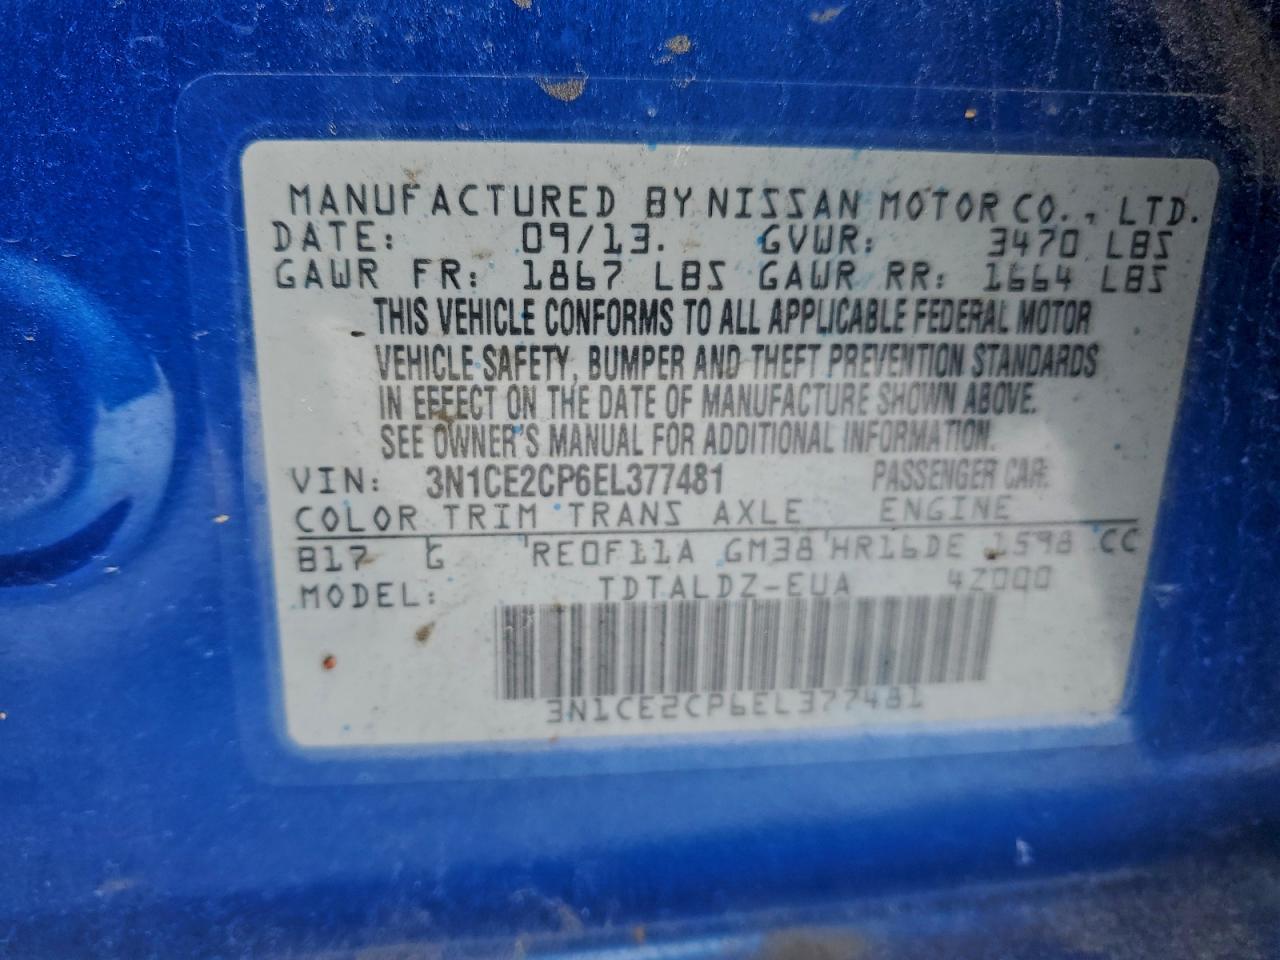 MANUFACTURED BY NISSAN MOTOR CO., LTD.
DATE: 09/13. GVWR: 3470 LBS
GAWR FR: 1867 LBS GAWR RR: 1664 LBS
THIS VEHICLE CONFORMS TO ALL APPLICABLE FEDERAL MOTOR
VEHICLE SAFETY, BUMPER AND THEFT PREVENTION STANDARDS
IN EFFECT ON THE DATE OF MANUFACTURE SHOWN ABOVE.
SEE OWNER'S MANUAL FOR ADDITIONAL INFORMATION.
VIN: 3N1CE2CP6EL377481 PASSENGER CAR
COLOR TRIM TRANS AXLE ENGINE
B17 G RE0F11A GM38 HR16DE 1598 CC
MODEL: TDTALDZ-EUA 4Z000
3N1CE2CP6EL377481